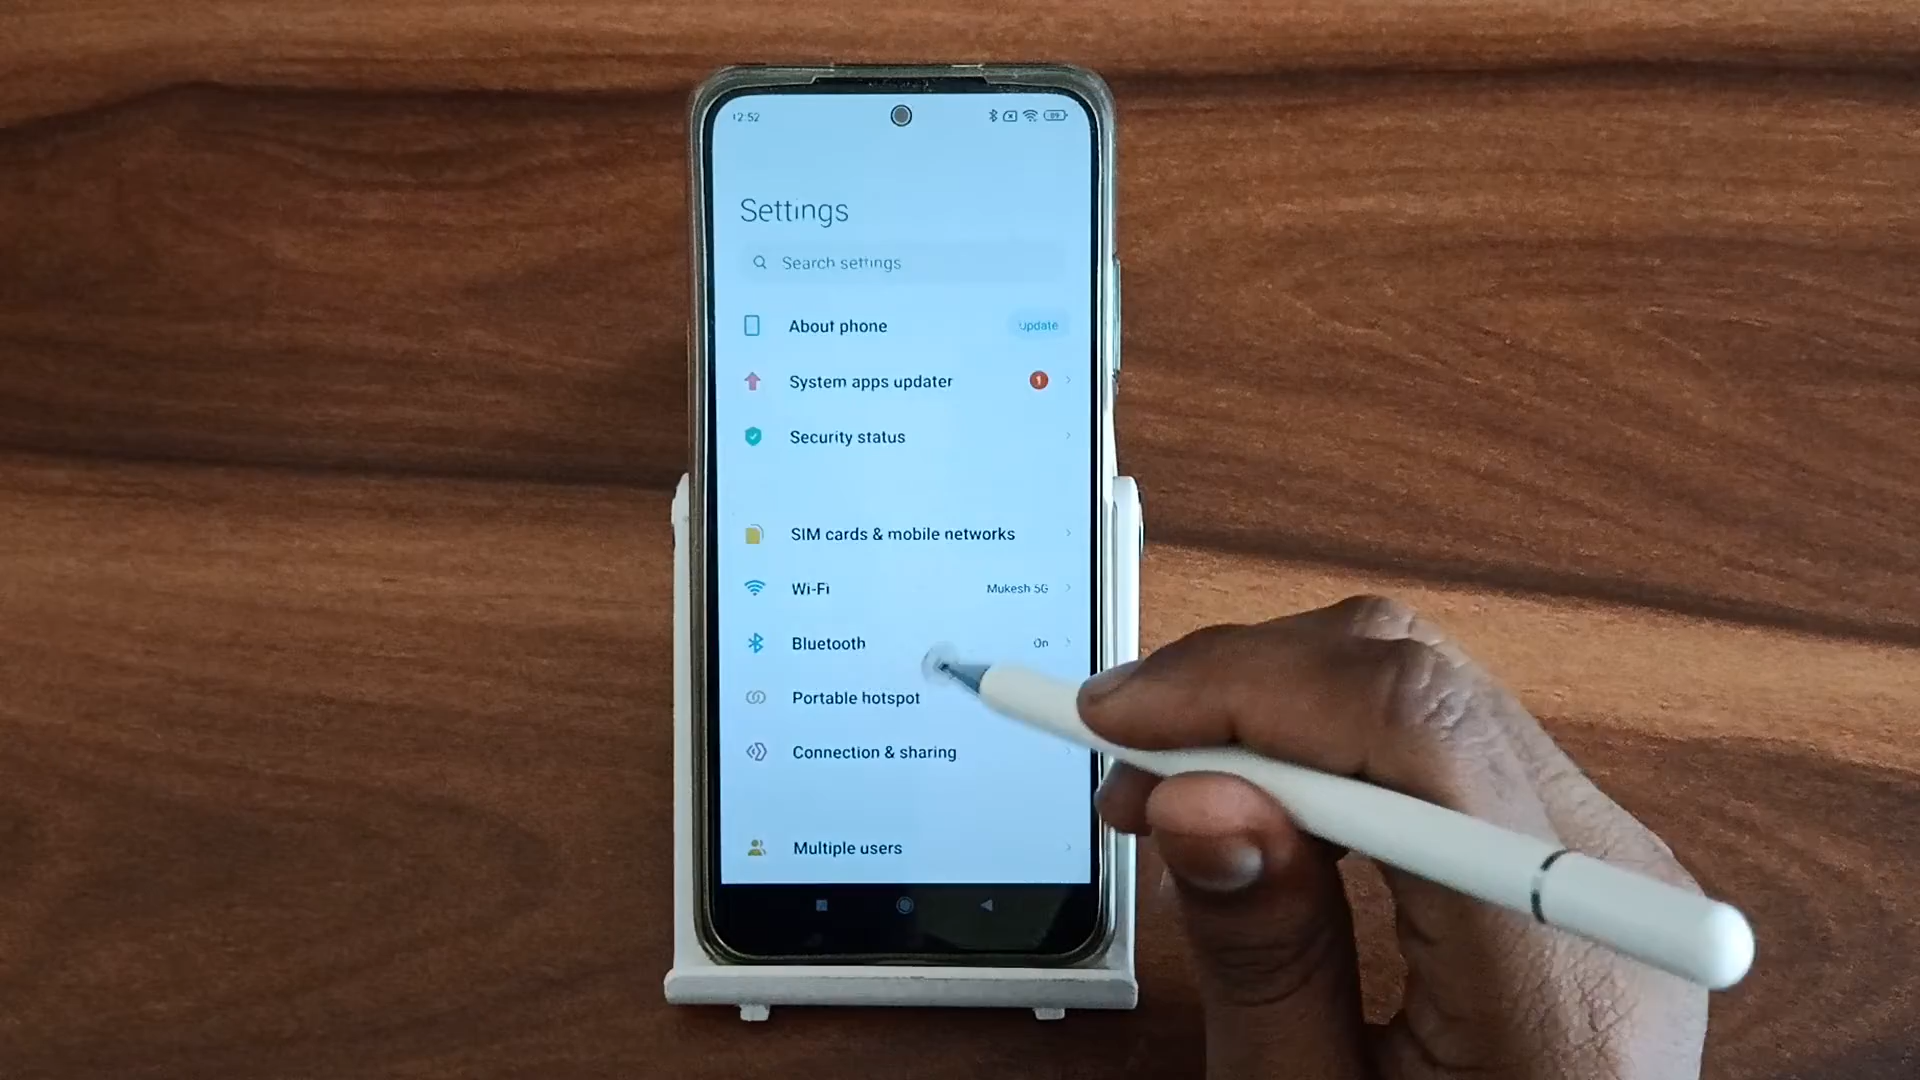 12:52
89
Settings
Search settings
About phone
Update
System apps updater
1
Security status
SIM cards & mobile networks
Wi-Fi
Mukesh 5G
Bluetooth
On
Portable hotspot
Connection & sharing
Multiple users